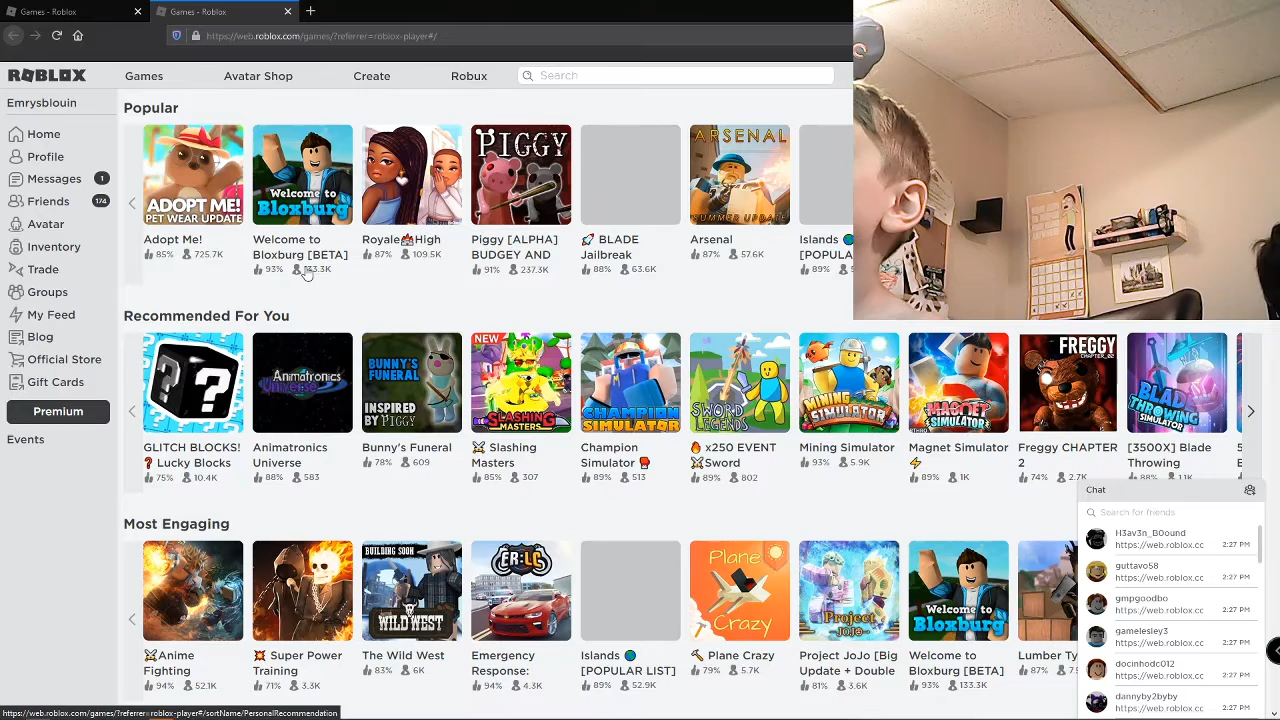 Games - Roblox
Games - Roblox
https://web.roblox.com/games/?referrer=roblox-player#/
ROBLOX Games Avatar Shop Create Robux Search
Emrysblouin
Home
Profile
Messages 1
Friends 174
Avatar
Inventory
Trade
Groups
My Feed
Blog
Official Store
Gift Cards
Premium
Events
Popular
ADOPT ME!
PET WEAR UPDATE
Welcome to
Bloxburg
PIGGY
ARSENAL
SUMMER UPDATE
Adopt Me!
85% 725.7K
Welcome to
Bloxburg [BETA]
93% 133.3K
Royale High
87% 109.5K
Piggy [ALPHA]
BUDGEY AND
91% 237.3K
BLADE
Jailbreak
88% 63.6K
Arsenal
87% 57.6K
Islands
[POPULAR
89%
Recommended For You
? ?
Animatronics
Universe
BUNNY'S
FUNERAL
INSPIRED
BY PIGGY
NEW
SLASHING
MASTERS
CHAMPION
SIMULATOR
SWORD
LEGENDS
MINING
SIMULATOR
MAGNET
SIMULATOR
FREGGY
CHAPTER_02
BLADE
THROWING
SIMULATOR
GLITCH BLOCKS!
Lucky Blocks
75% 10.4K
Animatronics
Universe
88% 583
Bunny's Funeral
78% 609
Slashing
Masters
85% 307
Champion
Simulator
89% 513
x250 EVENT
Sword
89% 802
Mining Simulator
93% 5.9K
Magnet Simulator
89% 1K
Freggy CHAPTER
2
74% 2.7K
[3500X] Blade
Throwing
88% 1.1K
Most Engaging
BUILDING SOON
WILD WEST
ER:LC
Plane
Crazy
Project
JoJo
Welcome to
Bloxburg
Anime
Fighting
94% 52.1K
Super Power
Training
71% 3.3K
The Wild West
83% 6K
Emergency
Response:
94% 4.3K
Islands
[POPULAR LIST]
89% 52.9K
Plane Crazy
79% 5.7K
Project JoJo [Big
Update + Double
81% 3.6K
Welcome to
Bloxburg [BETA]
93% 133.3K
Lumber Ty
87%
Chat
Search for friends
H3av3n_B0und
https://web.roblox.cc 2:27 PM
guttavo58
https://web.roblox.cc 2:27 PM
gmpgoodbo
https://web.roblox.cc 2:27 PM
gamelesley3
https://web.roblox.cc 2:27 PM
docinhodc012
https://web.roblox.cc 2:27 PM
dannyby2byby
https://web.roblox.cc 2:27 PM
https://web.roblox.com/games/?referrer=roblox-player#/sortName/PersonalRecommendation